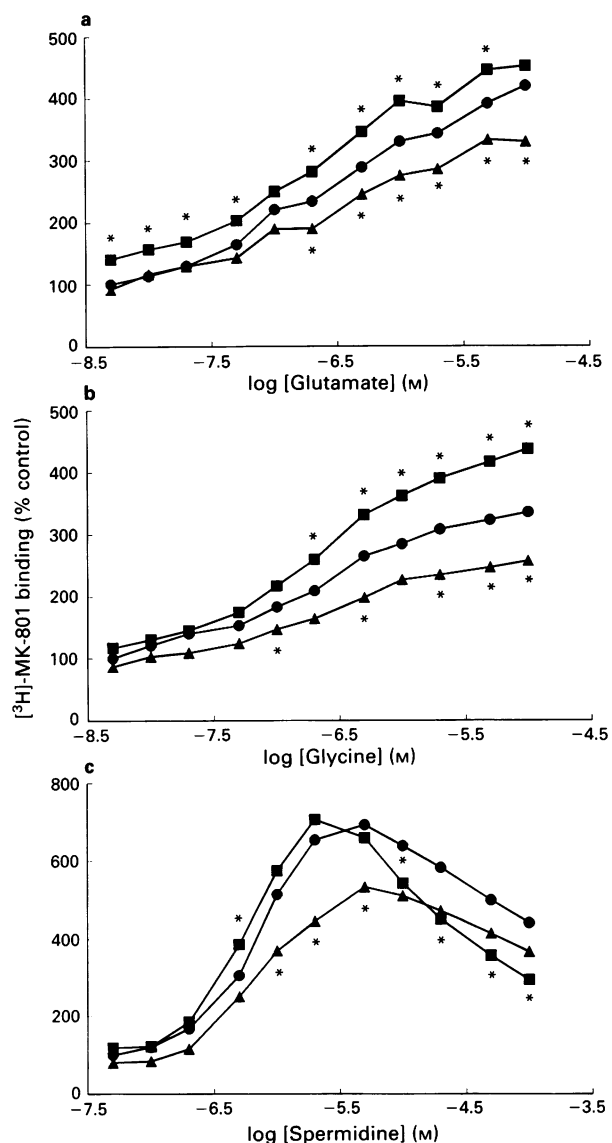 a
500
400
300
200
100
0
−8.5 −7.5 −6.5 −5.5 −4.5
log [Glutamate] (M)
b
500
400
300
200
100
0
−8.5 −7.5 −6.5 −5.5 −4.5
log [Glycine] (M)
[³H]-MK-801 binding (% control)
c
800
600
400
200
0
−7.5 −6.5 −5.5 −4.5 −3.5
log [Spermidine] (M)